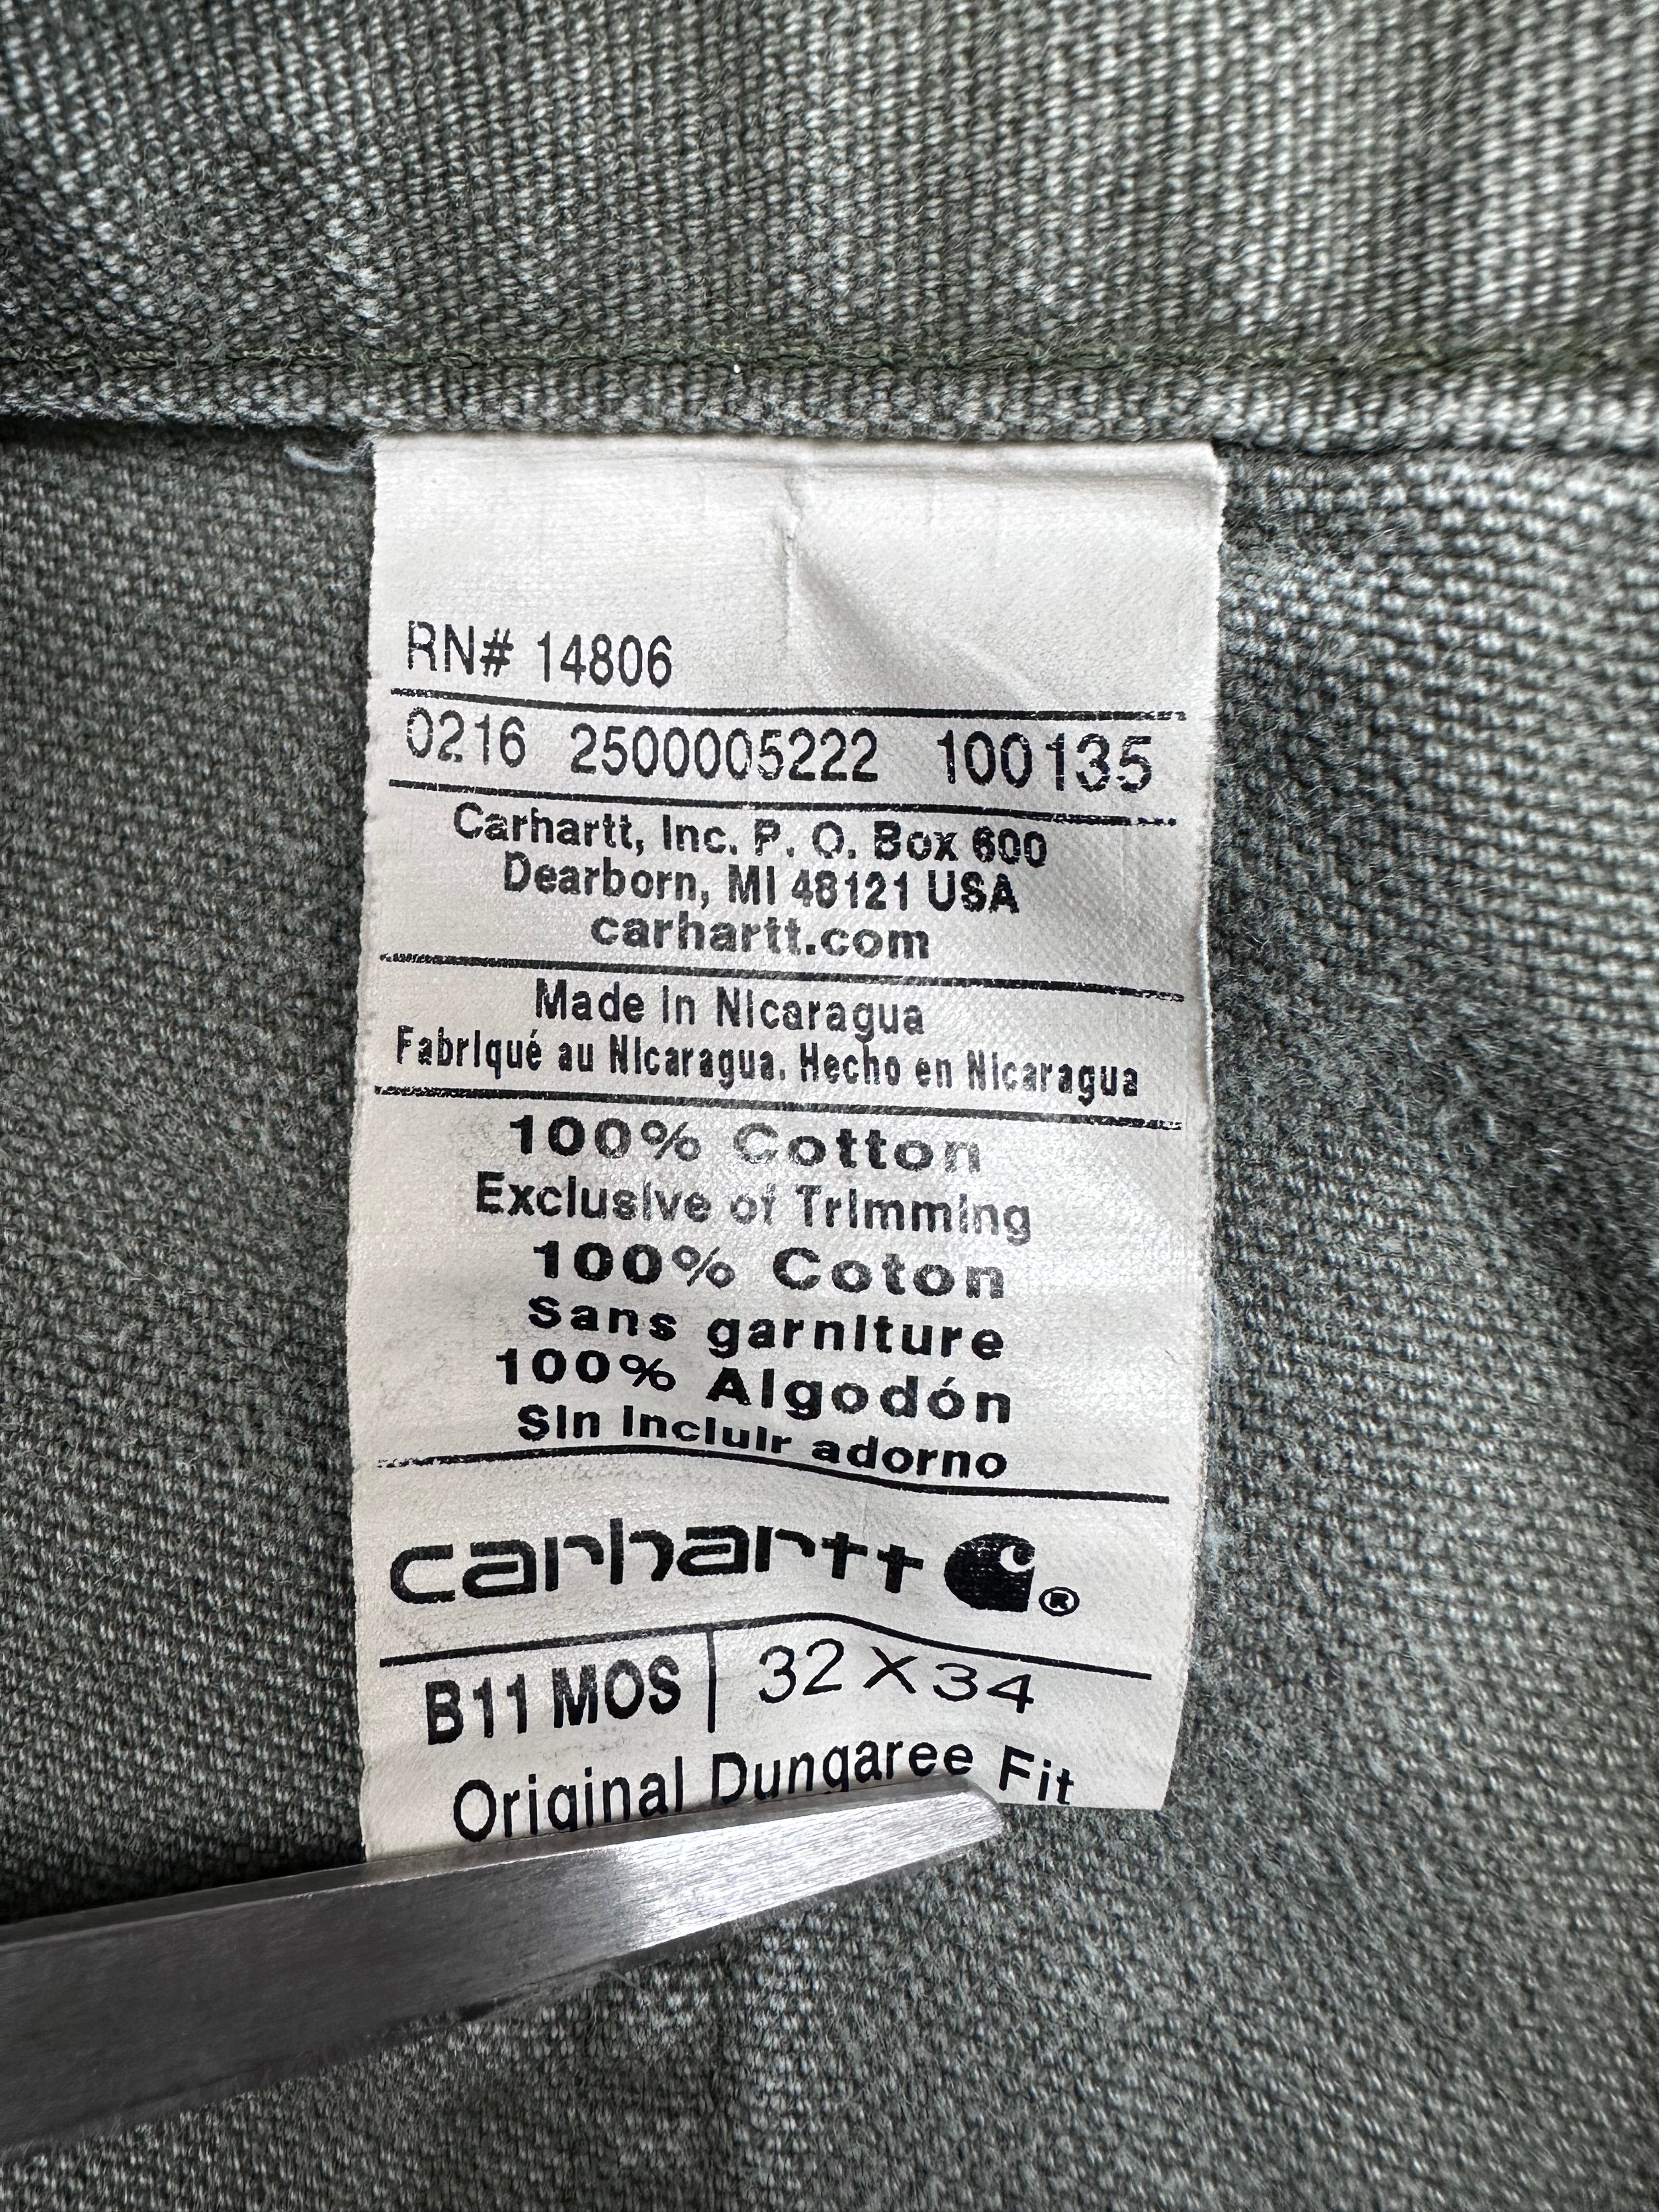 RN# 14806
0216 2500005222 100135
Carhartt, Inc. P. O. Box 600
Dearborn, MI 48121 USA
carhartt.com
Made in Nicaragua
Fabriqué au Nicaragua. Hecho en Nicaragua
100% Cotton
Exclusive of Trimming
100% Coton
Sans garniture
100% Algodón
Sin incluir adorno
carhartt ®
B11 MOS 32 X 34
Original Dungaree Fit